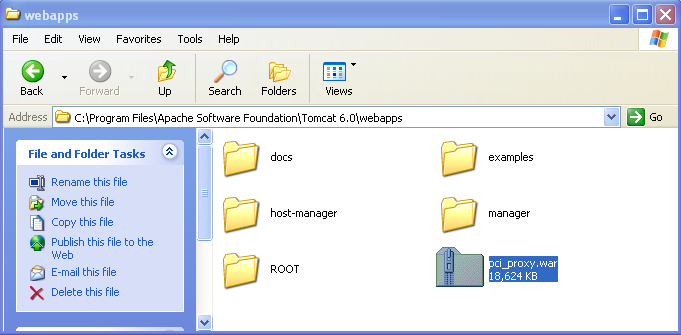 webapps
File Edit View Favorites Tools Help
Back Forward Up Search Folders Views
Address C:\Program Files\Apache Software Foundation\Tomcat 6.0\webapps Go
File and Folder Tasks
Rename this file
Move this file
Copy this file
Publish this file to the
Web
E-mail this file
Delete this file
docs
examples
host-manager
manager
ROOT
pci_proxy.war
18,624 KB